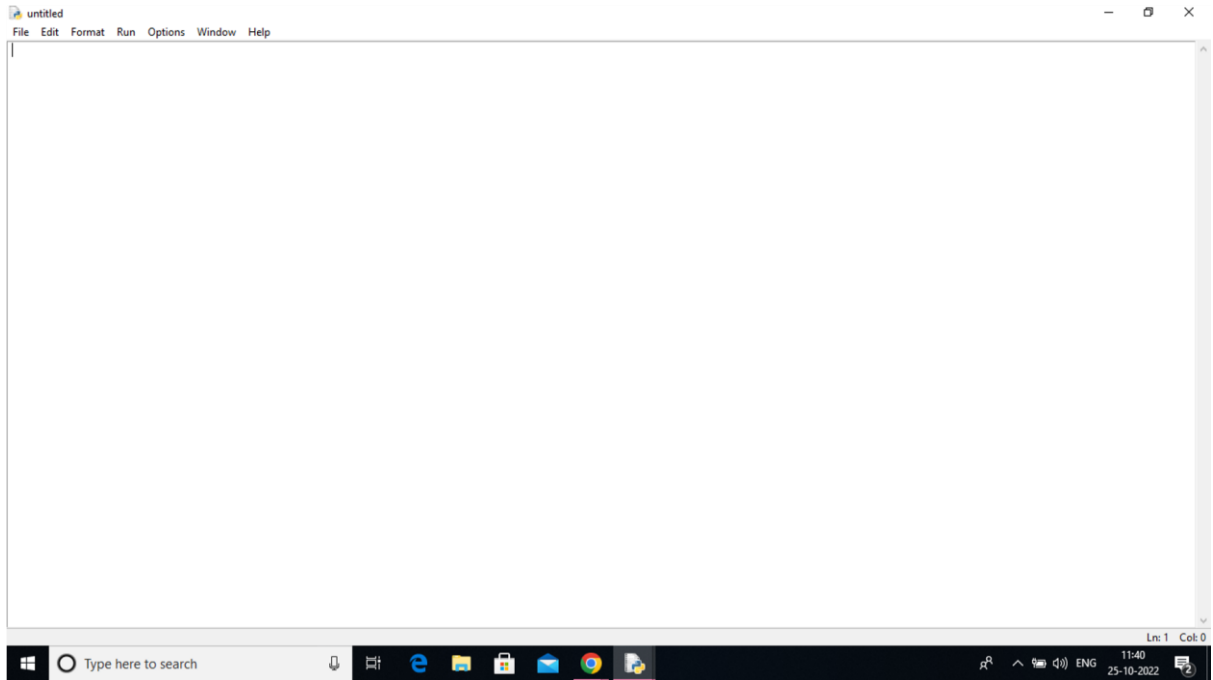 untitled
File Edit Format Run Options Window Help
Ln: 1 Col: 0
Type here to search
ENG
11:40
25-10-2022
2